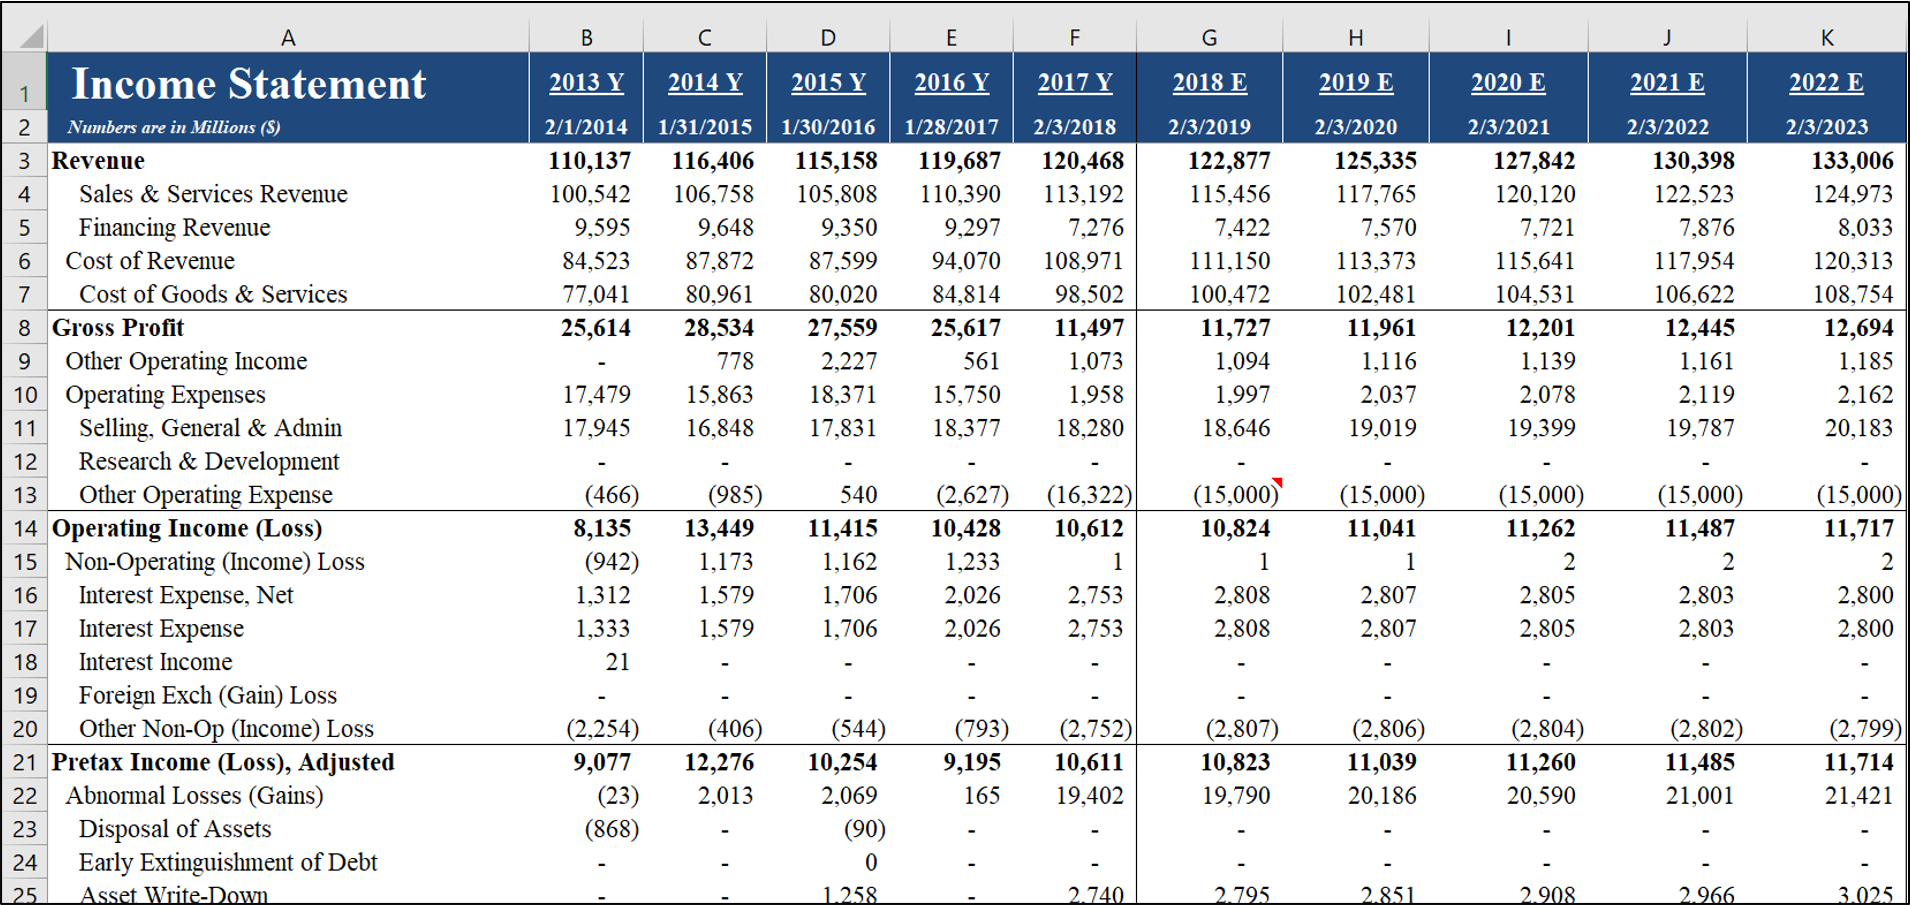 A B C D E F G H I J K
1 Income Statement 2013 Y 2014 Y 2015 Y 2016 Y 2017 Y 2018 E 2019 E 2020 E 2021 E 2022 E
2 Numbers are in Millions ($) 2/1/2014 1/31/2015 1/30/2016 1/28/2017 2/3/2018 2/3/2019 2/3/2020 2/3/2021 2/3/2022 2/3/2023
3 Revenue 110,137 116,406 115,158 119,687 120,468 122,877 125,335 127,842 130,398 133,006
4 Sales & Services Revenue 100,542 106,758 105,808 110,390 113,192 115,456 117,765 120,120 122,523 124,973
5 Financing Revenue 9,595 9,648 9,350 9,297 7,276 7,422 7,570 7,721 7,876 8,033
6 Cost of Revenue 84,523 87,872 87,599 94,070 108,971 111,150 113,373 115,641 117,954 120,313
7 Cost of Goods & Services 77,041 80,961 80,020 84,814 98,502 100,472 102,481 104,531 106,622 108,754
8 Gross Profit 25,614 28,534 27,559 25,617 11,497 11,727 11,961 12,201 12,445 12,694
9 Other Operating Income - 778 2,227 561 1,073 1,094 1,116 1,139 1,161 1,185
10 Operating Expenses 17,479 15,863 18,371 15,750 1,958 1,997 2,037 2,078 2,119 2,162
11 Selling, General & Admin 17,945 16,848 17,831 18,377 18,280 18,646 19,019 19,399 19,787 20,183
12 Research & Development - - - - - - - - - -
13 Other Operating Expense (466) (985) 540 (2,627) (16,322) (15,000) (15,000) (15,000) (15,000) (15,000)
14 Operating Income (Loss) 8,135 13,449 11,415 10,428 10,612 10,824 11,041 11,262 11,487 11,717
15 Non-Operating (Income) Loss (942) 1,173 1,162 1,233 1 1 1 2 2 2
16 Interest Expense, Net 1,312 1,579 1,706 2,026 2,753 2,808 2,807 2,805 2,803 2,800
17 Interest Expense 1,333 1,579 1,706 2,026 2,753 2,808 2,807 2,805 2,803 2,800
18 Interest Income 21 - - - - - - - - -
19 Foreign Exch (Gain) Loss - - - - - - - - - -
20 Other Non-Op (Income) Loss (2,254) (406) (544) (793) (2,752) (2,807) (2,806) (2,804) (2,802) (2,799)
21 Pretax Income (Loss), Adjusted 9,077 12,276 10,254 9,195 10,611 10,823 11,039 11,260 11,485 11,714
22 Abnormal Losses (Gains) (23) 2,013 2,069 165 19,402 19,790 20,186 20,590 21,001 21,421
23 Disposal of Assets (868) - (90) - - - - - - -
24 Early Extinguishment of Debt - - 0 - - - - - - -
25 Asset Write-Down - - 1,258 - 2,740 2,795 2,851 2,908 2,966 3,025